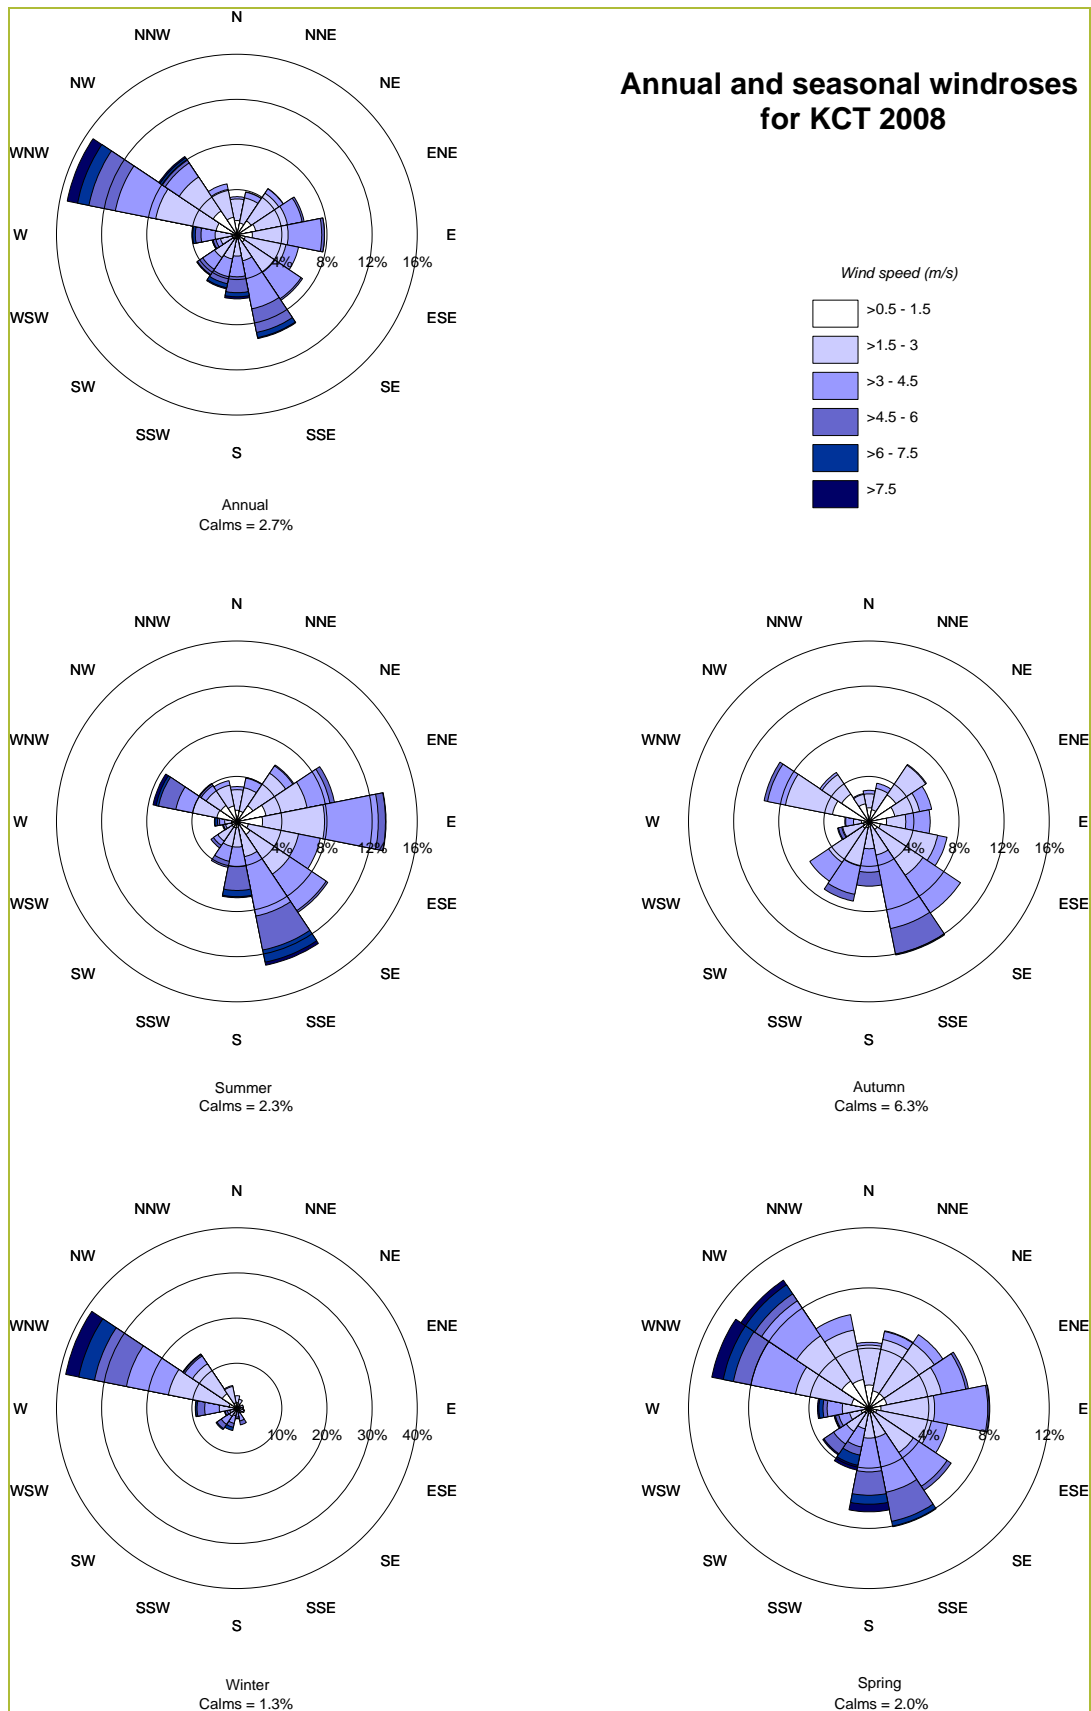 Annual and seasonal windroses
for KCT 2008
N
NNW
NNE
NW
NE
WNW
ENE
W
E
4%
8%
12%
16%
WSW
ESE
SW
SE
SSW
SSE
S
Annual
Calms = 2.7%
Wind speed (m/s)
>0.5 - 1.5
>1.5 - 3
>3 - 4.5
>4.5 - 6
>6 - 7.5
>7.5
N
NNW
NNE
NW
NE
WNW
ENE
W
E
4%
8%
12%
16%
WSW
ESE
SW
SE
SSW
SSE
S
Summer
Calms = 2.3%
N
NNW
NNE
NW
NE
WNW
ENE
W
E
4%
8%
12%
16%
WSW
ESE
SW
SE
SSW
SSE
S
Autumn
Calms = 6.3%
N
NNW
NNE
NW
NE
WNW
ENE
W
E
10%
20%
30%
40%
WSW
ESE
SW
SE
SSW
SSE
S
Winter
Calms = 1.3%
N
NNW
NNE
NW
NE
WNW
ENE
W
E
4%
8%
12%
WSW
ESE
SW
SE
SSW
SSE
S
Spring
Calms = 2.0%